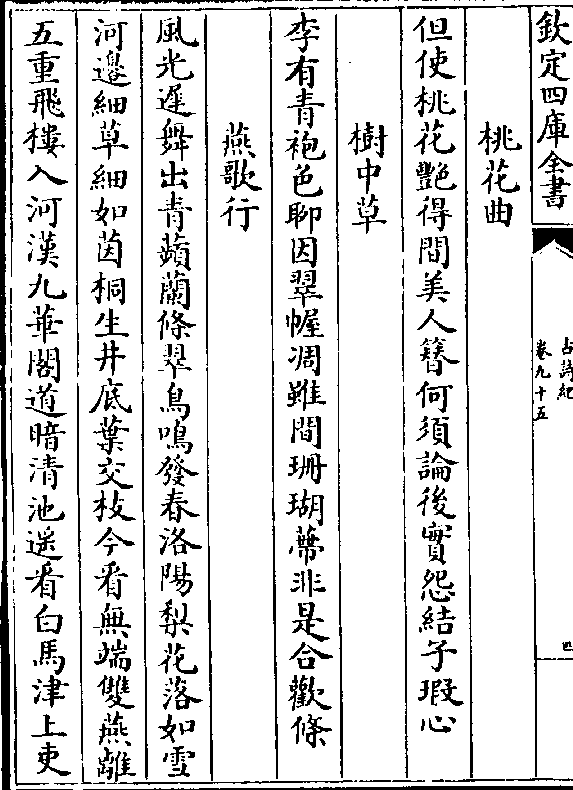 欽定四庫全書
古詩紀
卷九十五
四
桃花曲
但使桃花艷得間美人簪何須論後實怨結子瑕心
樹中草
李有青袍色聊因翠幄凋雖間珊瑚蔕非是合歡條
燕歌行
風光遲舞出青蘋蘭條翠鳥鳴發春洛陽梨花落如雪
河邊細草細如茵桐生井底葉交枝今看無端雙燕離
五重飛樓入河漢九華閣道暗清池遥看白馬津上吏